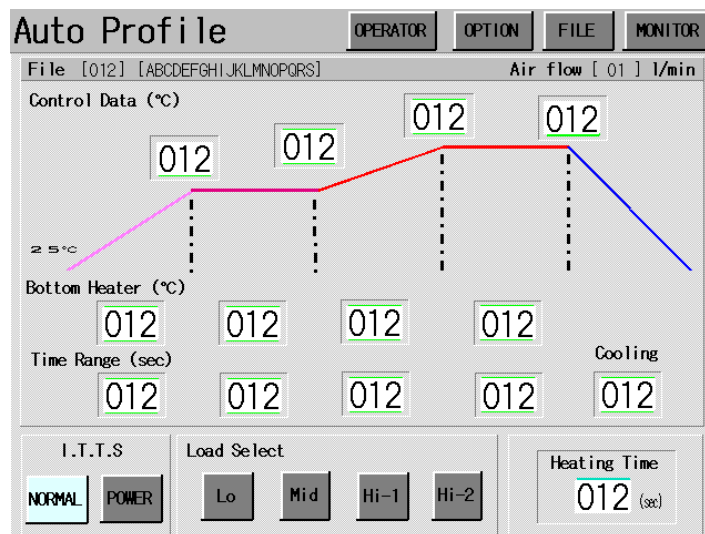 Auto Profile OPERATOR OPTION FILE MONITOR
File [012] [ABCDEFGHIJKLMNOPQRS] Air flow [ 01 ] l/min
Control Data (℃)
012 012 012 012
25℃
Bottom Heater (℃)
012 012 012 012
Time Range (sec) Cooling
012 012 012 012 012
I.T.T.S Load Select Heating Time
NORMAL POWER Lo Mid Hi-1 Hi-2 012 (sec)